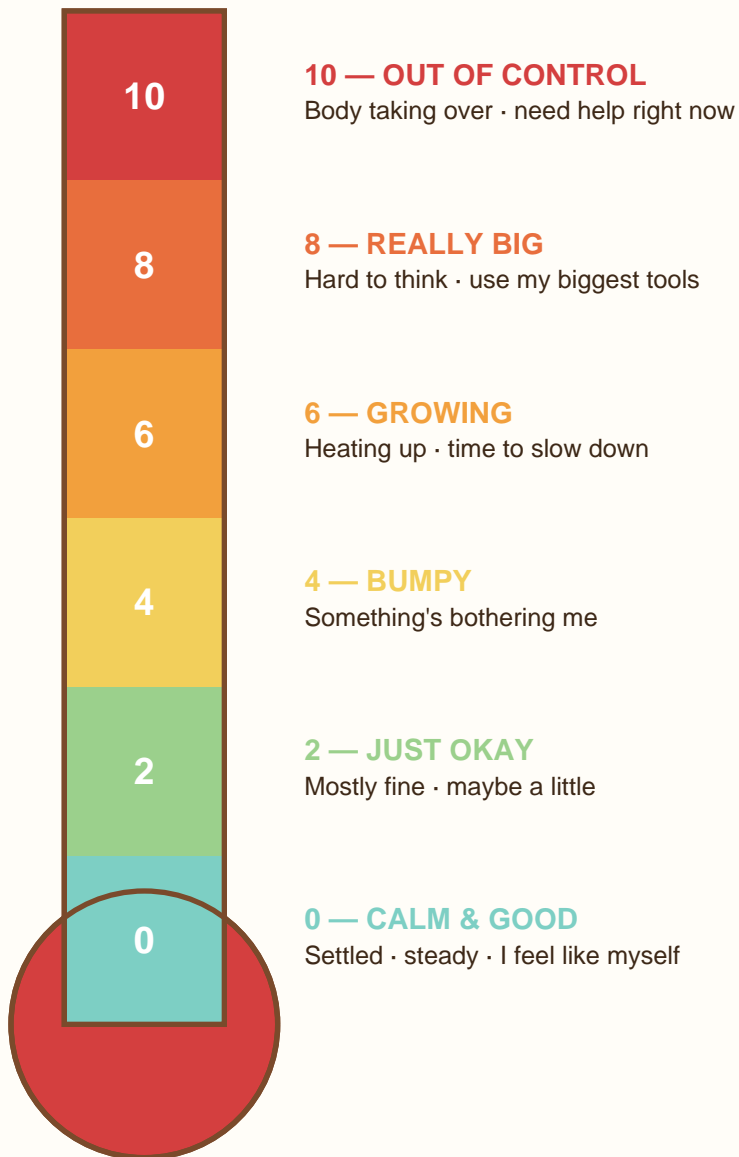 10
10 — OUT OF CONTROL
Body taking over · need help right now
8
8 — REALLY BIG
Hard to think · use my biggest tools
6
6 — GROWING
Heating up · time to slow down
4
4 — BUMPY
Something's bothering me
2
2 — JUST OKAY
Mostly fine · maybe a little
0
0 — CALM & GOOD
Settled · steady · I feel like myself